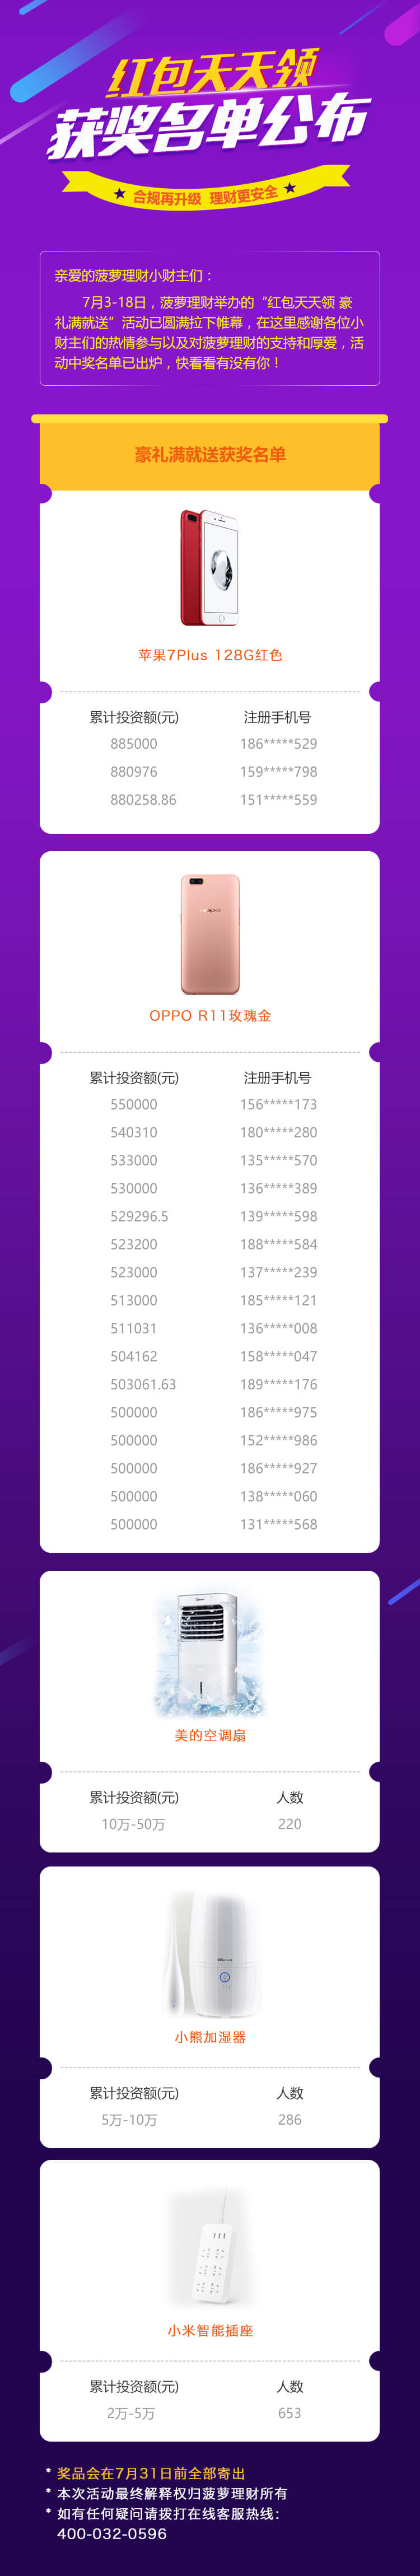 红包天天领
获奖名单公布
合规再升级 理财更安全
亲爱的菠萝理财小财主们：
7月3-18日，菠萝理财举办的“红包天天领 豪
礼满就送”活动已圆满拉下帷幕，在这里感谢各位小
财主们的热情参与以及对菠萝理财的支持和厚爱，活
动中奖名单已出炉，快看看有没有你！
豪礼满就送获奖名单
苹果7Plus 128G红色
累计投资额(元) 注册手机号
885000 186*****529
880976 159*****798
880258.86 151*****559
OPPO
OPPO R11玫瑰金
累计投资额(元) 注册手机号
550000 156*****173
540310 180*****280
533000 135*****570
530000 136*****389
529296.5 139*****598
523200 188*****584
523000 137*****239
513000 185*****121
511031 136*****008
504162 158*****047
503061.63 189*****176
500000 186*****975
500000 152*****986
500000 186*****927
500000 138*****060
500000 131*****568
美的空调扇
累计投资额(元) 人数
10万-50万 220
小熊加湿器
累计投资额(元) 人数
5万-10万 286
小米智能插座
累计投资额(元) 人数
2万-5万 653
* 奖品会在7月31日前全部寄出
* 本次活动最终解释权归菠萝理财所有
* 如有任何疑问请拨打在线客服热线：
400-032-0596